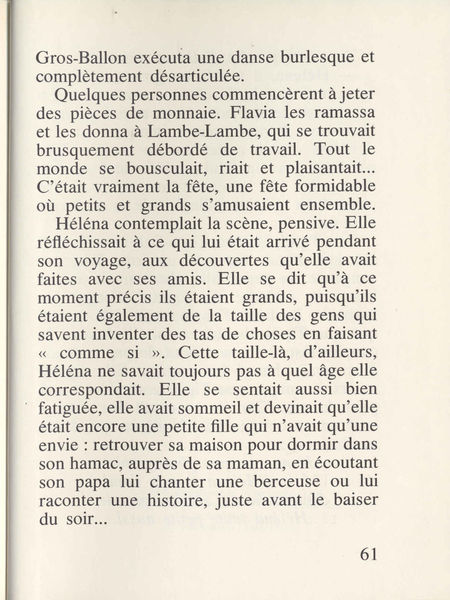 Gros-Ballon exécuta une danse burlesque et
complètement désarticulée.
Quelques personnes commencèrent à jeter
des pièces de monnaie. Flavia les ramassa
et les donna à Lambe-Lambe, qui se trouvait
brusquement débordé de travail. Tout le
monde se bousculait, riait et plaisantait...
C'était vraiment la fête, une fête formidable
où petits et grands s'amusaient ensemble.
Héléna contemplait la scène, pensive. Elle
réfléchissait à ce qui lui était arrivé pendant
son voyage, aux découvertes qu'elle avait
faites avec ses amis. Elle se dit qu'à ce
moment précis ils étaient grands, puisqu'ils
étaient également de la taille des gens qui
savent inventer des tas de choses en faisant
« comme si ». Cette taille-là, d'ailleurs,
Héléna ne savait toujours pas à quel âge elle
correspondait. Elle se sentait aussi bien
fatiguée, elle avait sommeil et devinait qu'elle
était encore une petite fille qui n'avait qu'une
envie : retrouver sa maison pour dormir dans
son hamac, auprès de sa maman, en écoutant
son papa lui chanter une berceuse ou lui
raconter une histoire, juste avant le baiser
du soir...
61